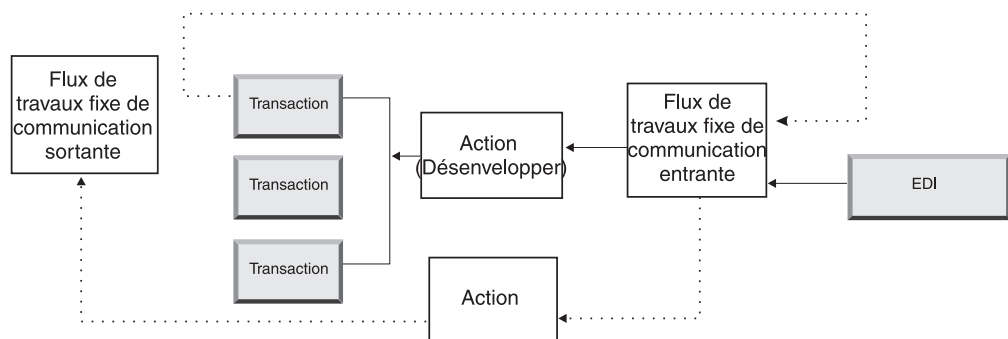 Flux de
travaux fixe de
communication
sortante
Transaction
Transaction
Transaction
Action
(Désenvelopper)
Action
Flux de
travaux fixe de
communication
entrante
EDI